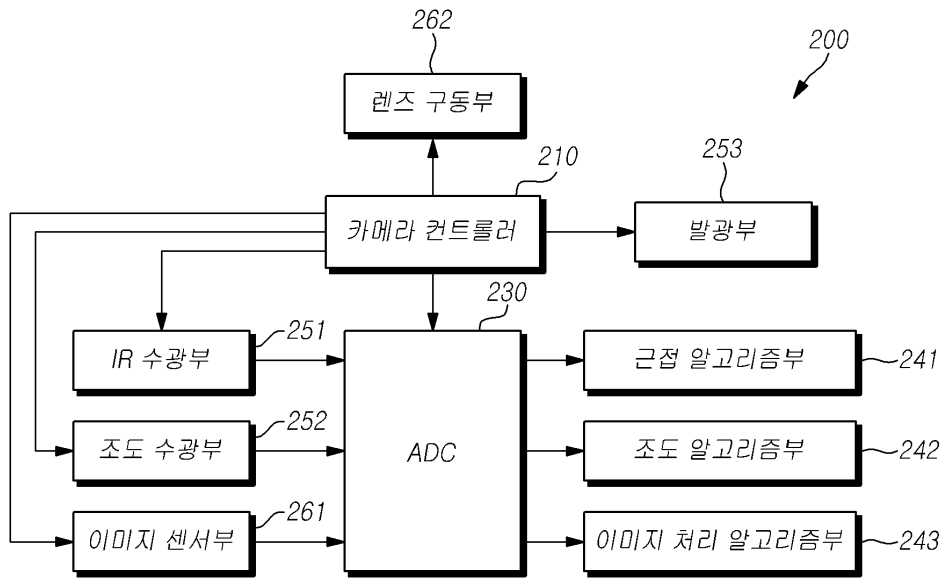 262
200
렌즈 구동부
210
253
카메라 컨트롤러
발광부
230
251
IR 수광부
근접 알고리즘부
241
252
조도 수광부
ADC
조도 알고리즘부
242
261
이미지 센서부
이미지 처리 알고리즘부
243